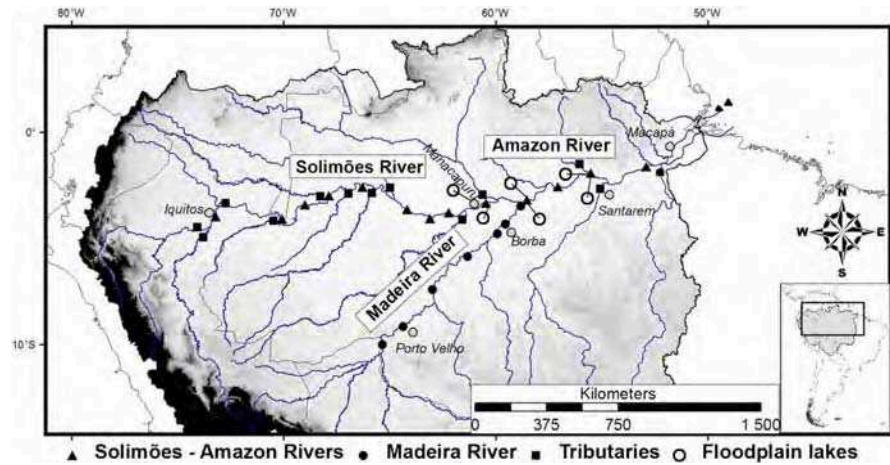 80°W 70°W 60°W 50°W
0°
10°S
Macapá
Amazon River
Manacapuru
Solimões River
Iquitos
Santarem
N
W E
S
Borba
Madeira River
Porto Velho
Kilometers
0 375 750 1 500
Solimões - Amazon Rivers Madeira River Tributaries Floodplain lakes